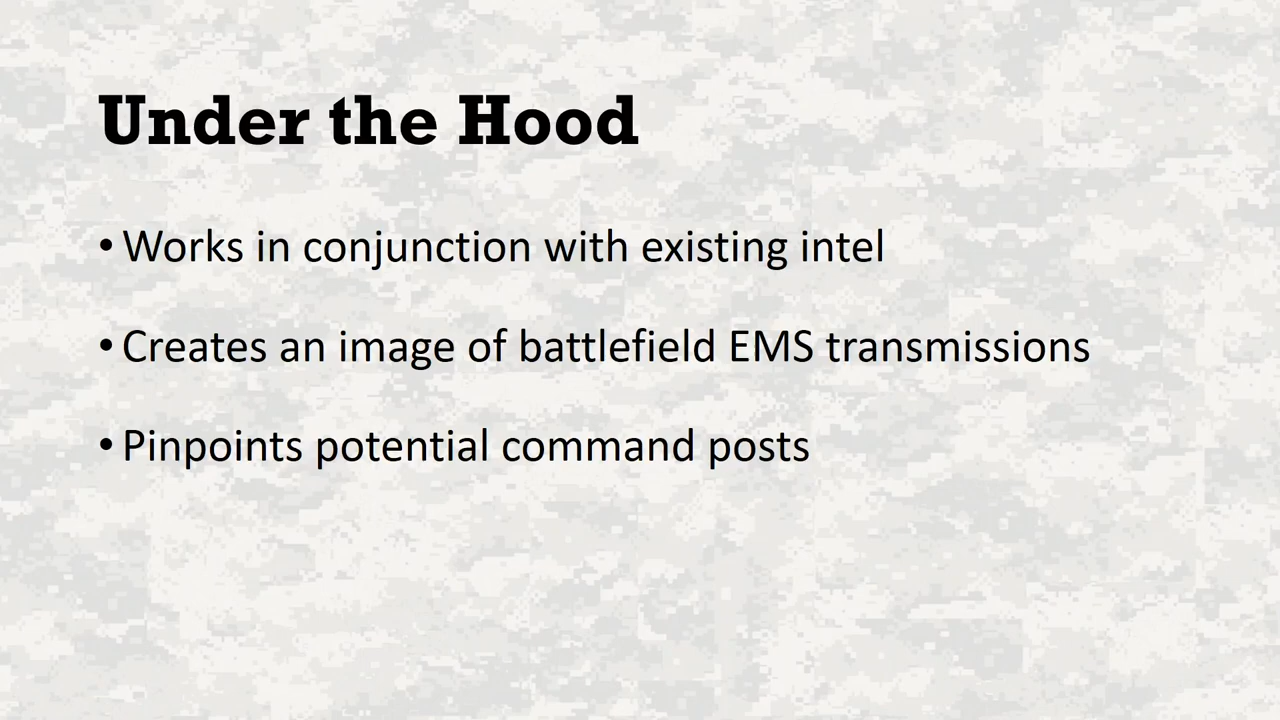 Under the Hood
• Works in conjunction with existing intel
• Creates an image of battlefield EMS transmissions
• Pinpoints potential command posts